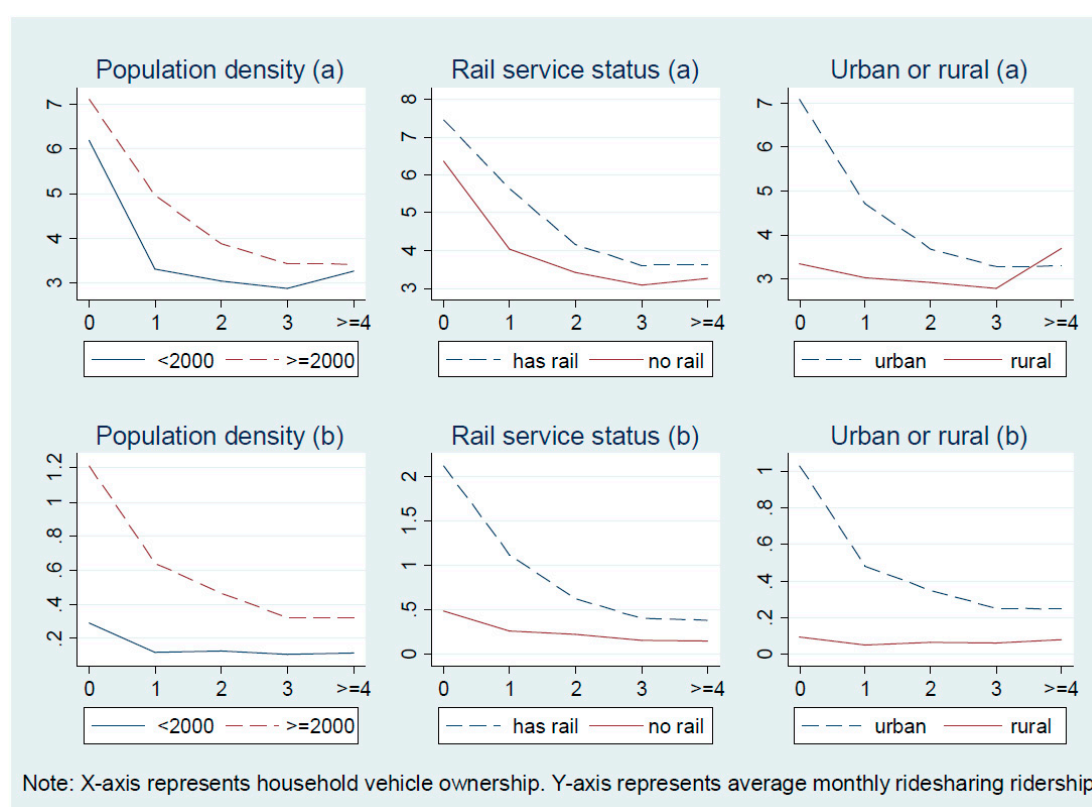 Population density (a)
7
6
5
4
3
0 1 2 3 >=4
<2000 >=2000
Rail service status (a)
8
7
6
5
4
3
0 1 2 3 >=4
has rail no rail
Urban or rural (a)
7
6
5
4
3
0 1 2 3 >=4
urban rural
Population density (b)
1.2
1
.8
.6
.4
.2
0 1 2 3 >=4
<2000 >=2000
Rail service status (b)
2
1.5
1
.5
0
0 1 2 3 >=4
has rail no rail
Urban or rural (b)
1
.8
.6
.4
.2
0
0 1 2 3 >=4
urban rural
Note: X-axis represents household vehicle ownership. Y-axis represents average monthly ridesharing ridership